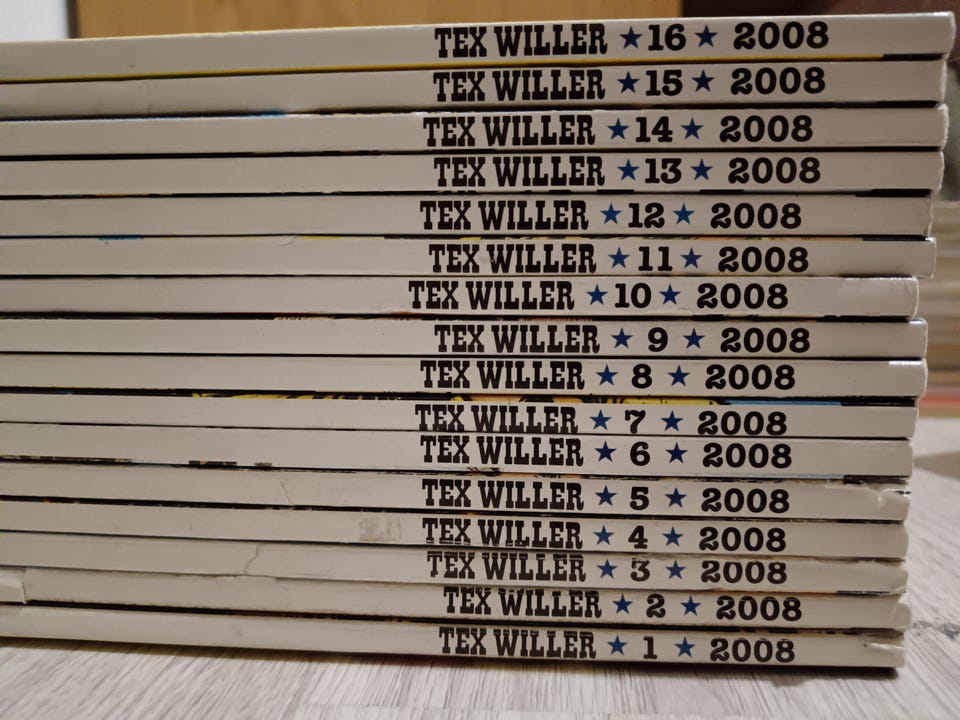 TEX WILLER ★ 16 ★ 2008
TEX WILLER ★ 15 ★ 2008
TEX WILLER ★ 14 ★ 2008
TEX WILLER ★ 13 ★ 2008
TEX WILLER ★ 12 ★ 2008
TEX WILLER ★ 11 ★ 2008
TEX WILLER ★ 10 ★ 2008
TEX WILLER ★ 9 ★ 2008
TEX WILLER ★ 8 ★ 2008
TEX WILLER ★ 7 ★ 2008
TEX WILLER ★ 6 ★ 2008
TEX WILLER ★ 5 ★ 2008
TEX WILLER ★ 4 ★ 2008
TEX WILLER ★ 3 ★ 2008
TEX WILLER ★ 2 ★ 2008
TEX WILLER ★ 1 ★ 2008